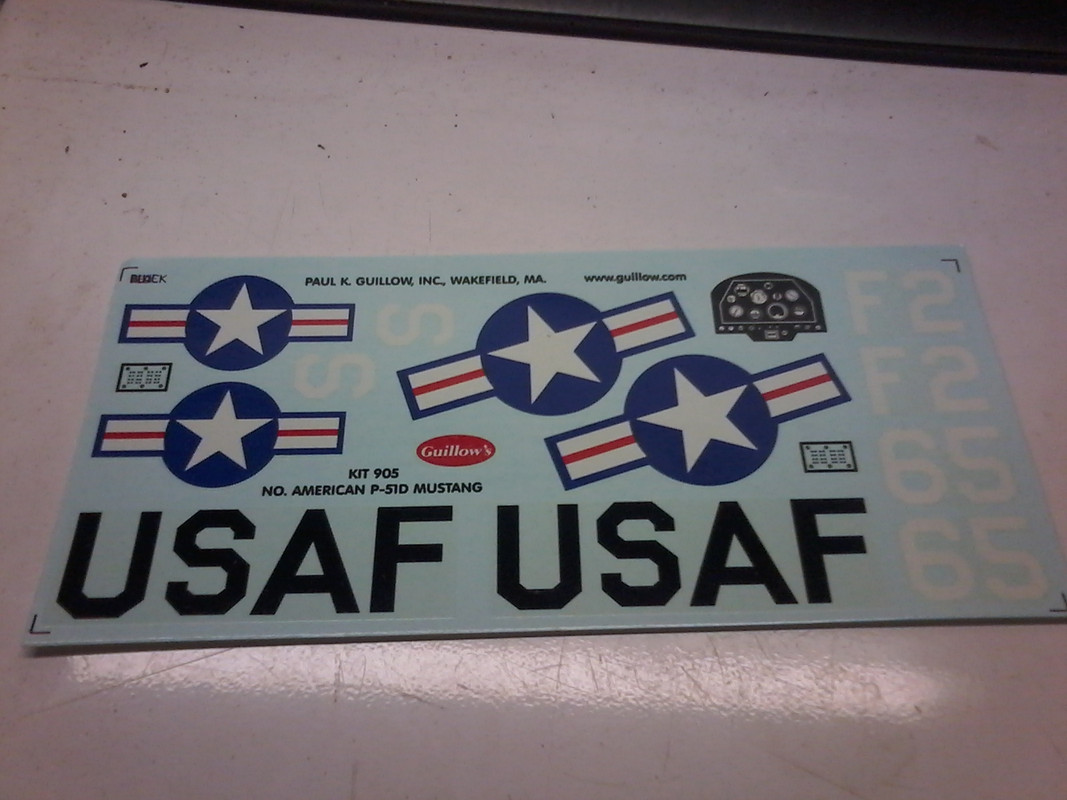 PAUL K. GUILLOW, INC., WAKEFIELD, MA. www.guillow.com
S
S
F2
F2
65
65
Guillow's
KIT 905
NO. AMERICAN P-51D MUSTANG
USAF USAF